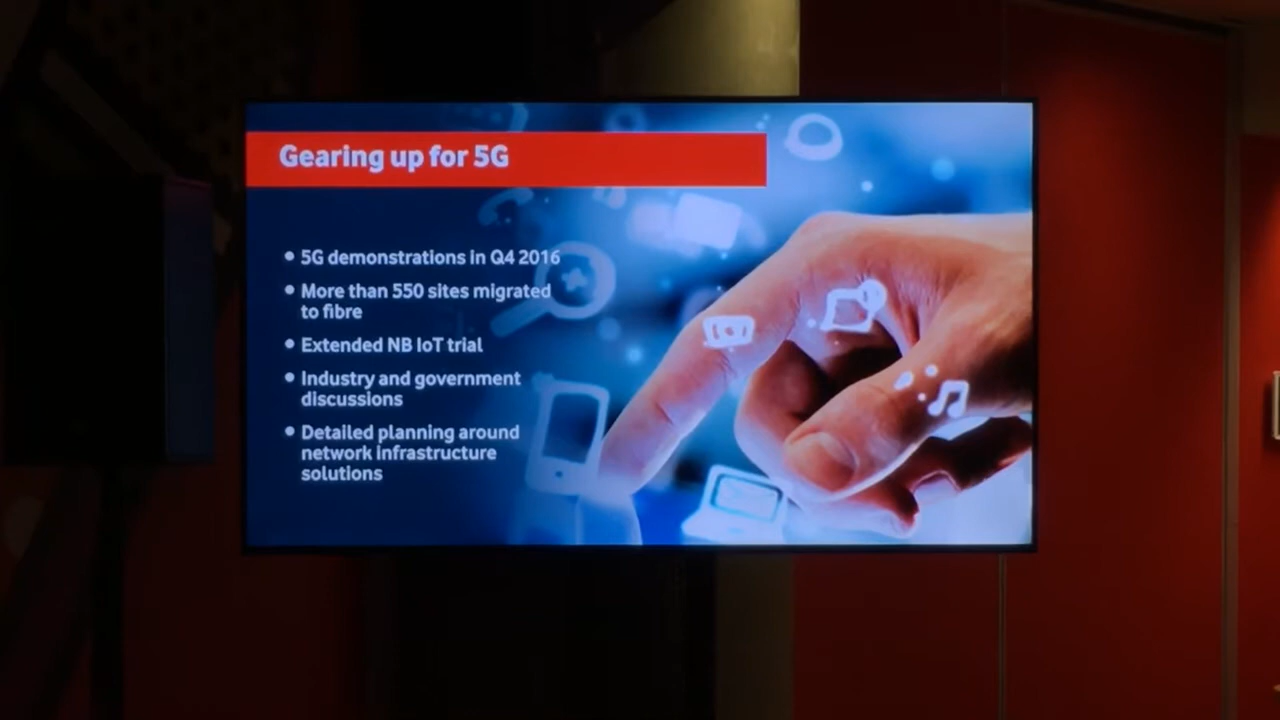 Gearing up for 5G
• 5G demonstrations in Q4 2016
• More than 550 sites migrated
to fibre
• Extended NB IoT trial
• Industry and government
discussions
• Detailed planning around
network infrastructure
solutions